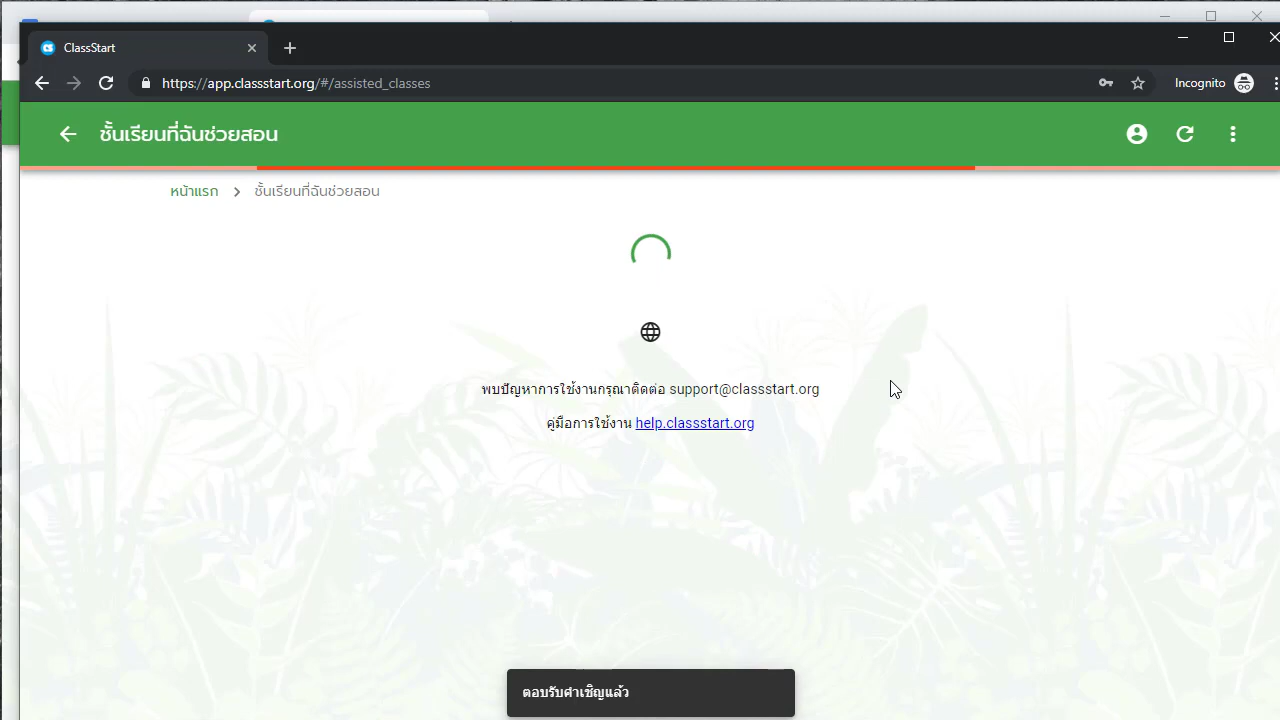 ClassStart
https://app.classstart.org/#/assisted_classes
Incognito
ชั้นเรียนที่ฉันช่วยสอน
หน้าแรก > ชั้นเรียนที่ฉันช่วยสอน
พบปัญหาการใช้งานกรุณาติดต่อ support@classstart.org
คู่มือการใช้งาน help.classstart.org
ตอบรับคำเชิญแล้ว